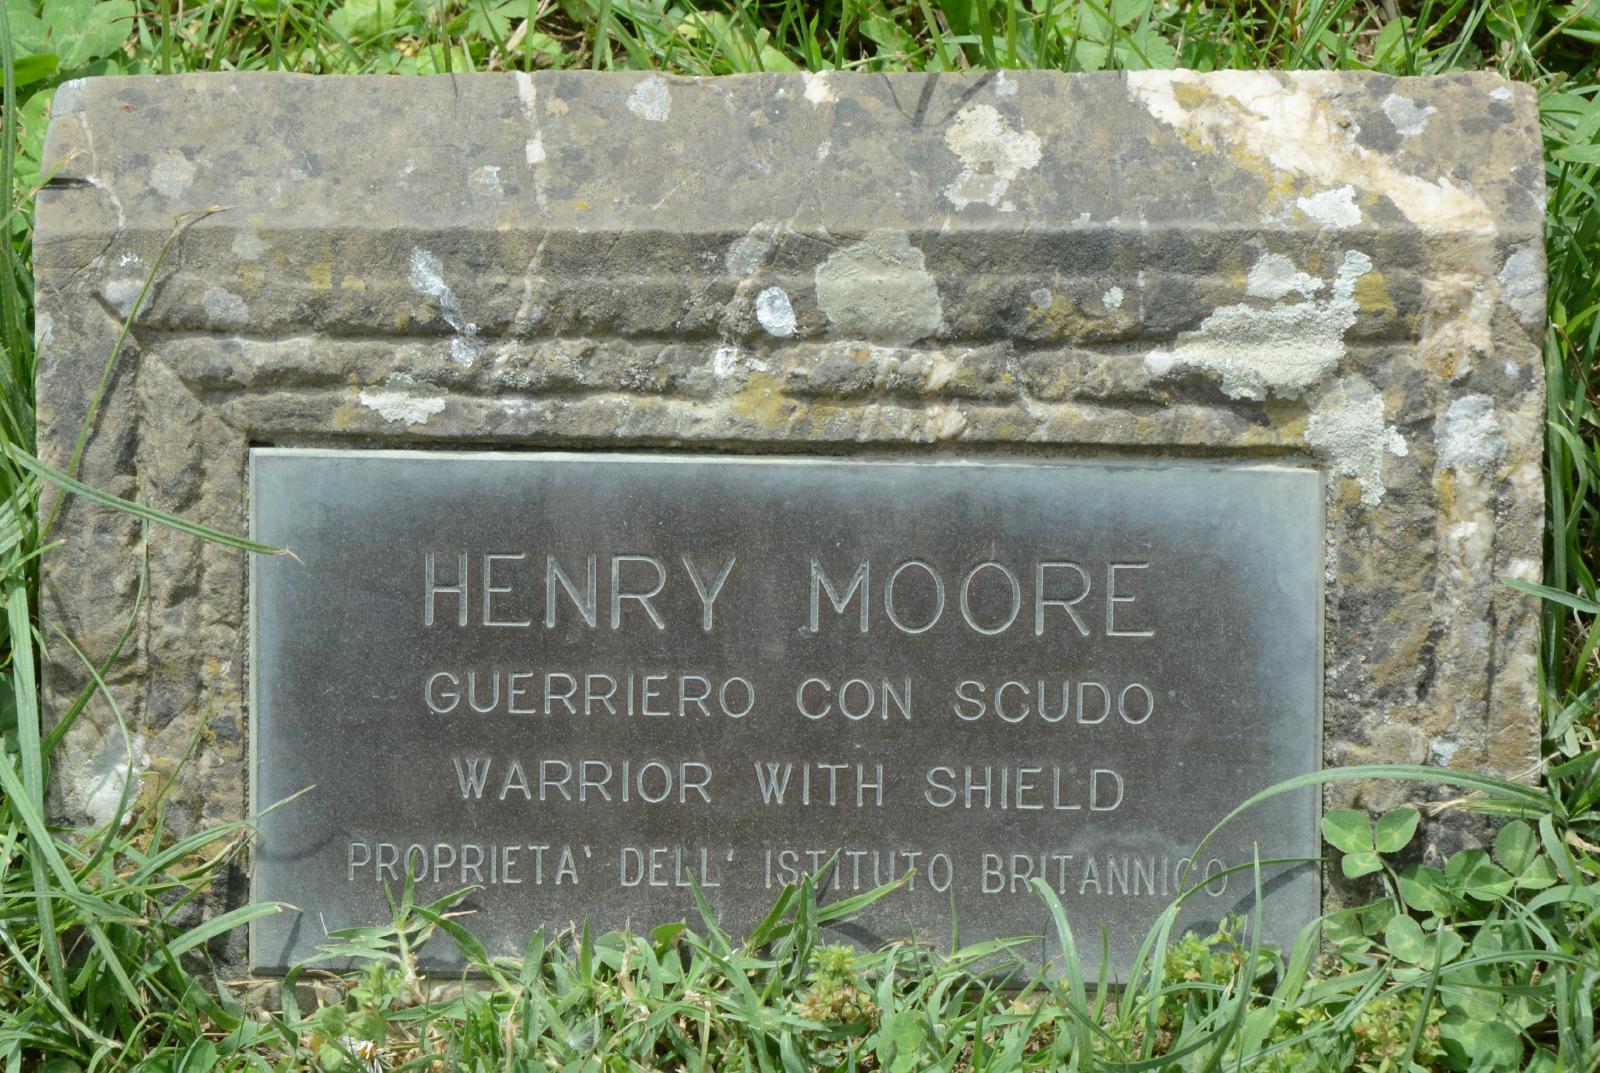 HENRY MOORE
GUERRIERO CON SCUDO
WARRIOR WITH SHIELD
PROPRIETA' DELL' ISTITUTO BRITANNICO